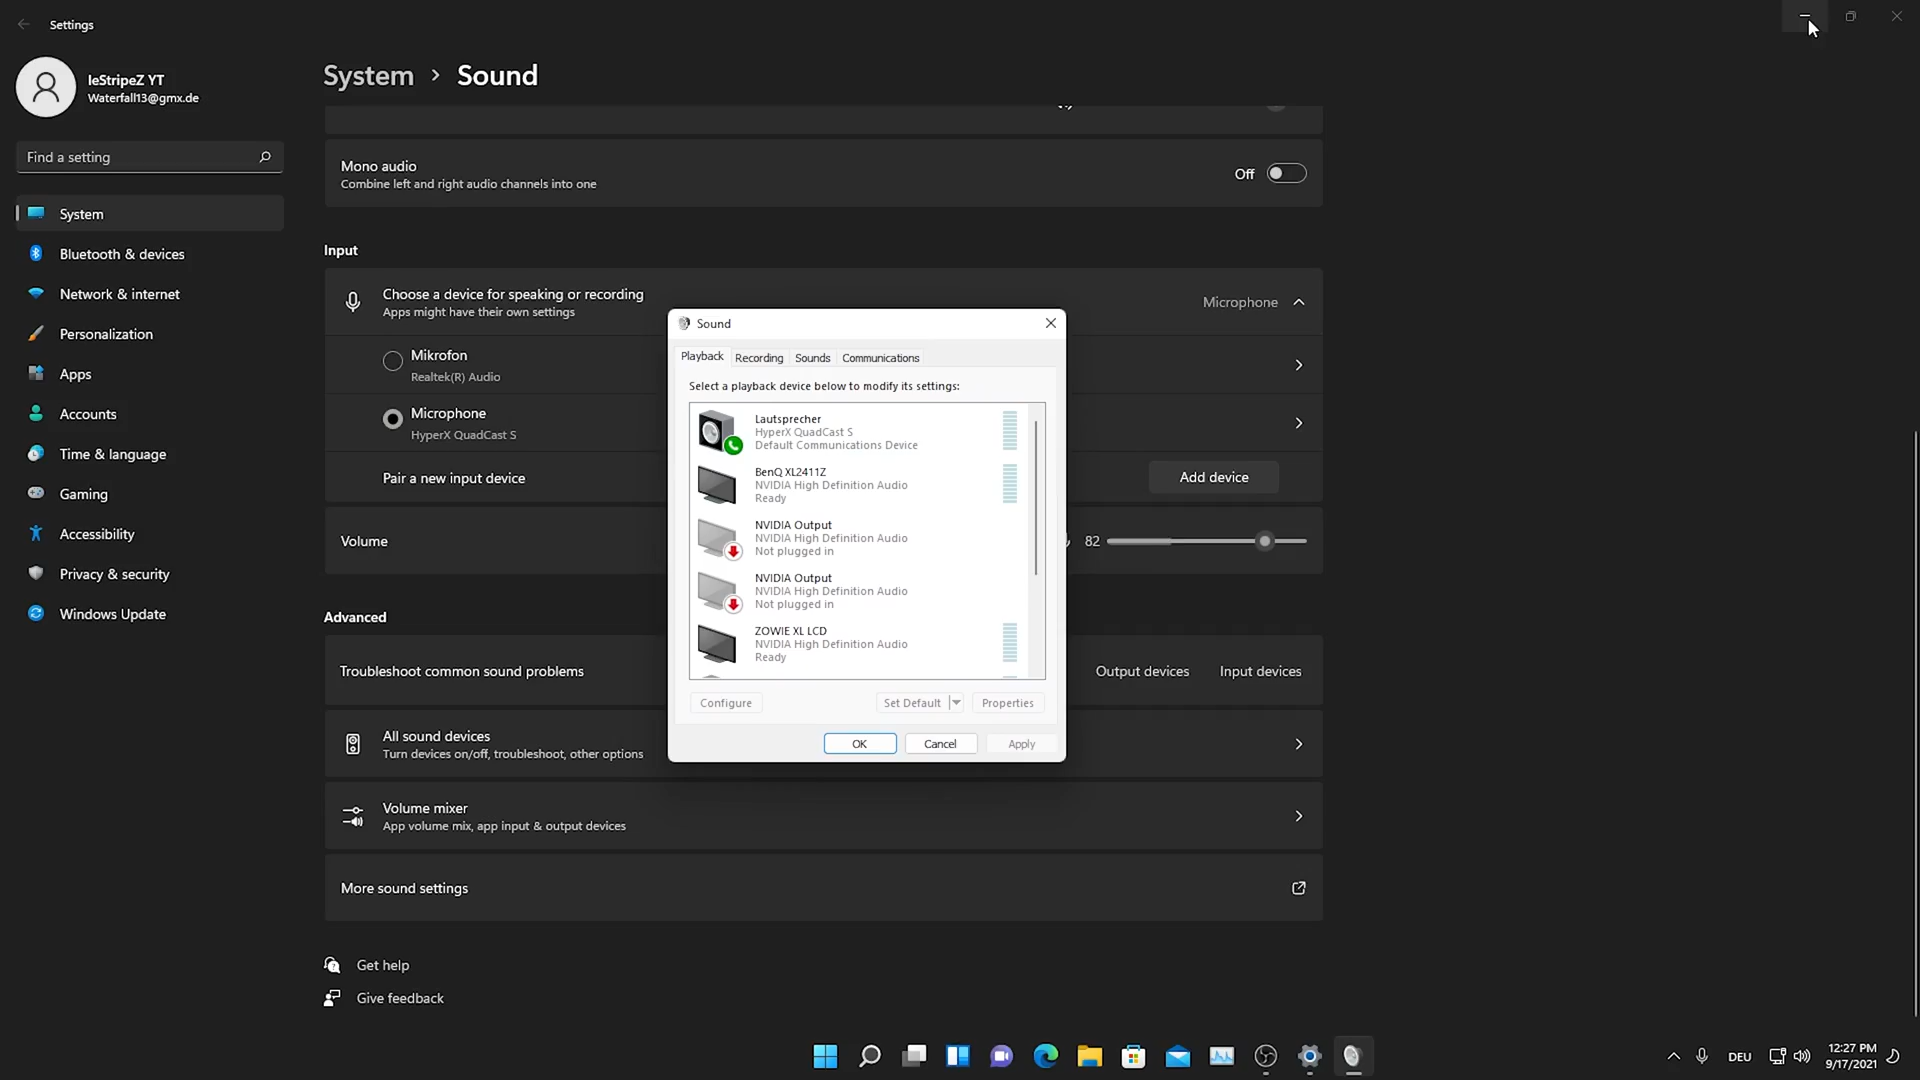 Settings
leStripeZ YT
Waterfall13@gmx.de
Find a setting
System
Bluetooth & devices
Network & internet
Personalization
Apps
Accounts
Time & language
Gaming
Accessibility
Privacy & security
Windows Update
System > Sound
Mono audio
Combine left and right audio channels into one
Off
Input
Choose a device for speaking or recording
Apps might have their own settings
Microphone
Mikrofon
Realtek(R) Audio
Microphone
HyperX QuadCast S
Pair a new input device
Add device
Volume
82
Advanced
Troubleshoot common sound problems
Output devices
Input devices
All sound devices
Turn devices on/off, troubleshoot, other options
Volume mixer
App volume mix, app input & output devices
More sound settings
Get help
Give feedback
Sound
Playback Recording Sounds Communications
Select a playback device below to modify its settings:
Lautsprecher
HyperX QuadCast S
Default Communications Device
BenQ XL2411Z
NVIDIA High Definition Audio
Ready
NVIDIA Output
NVIDIA High Definition Audio
Not plugged in
NVIDIA Output
NVIDIA High Definition Audio
Not plugged in
ZOWIE XL LCD
NVIDIA High Definition Audio
Ready
Configure
Set Default
Properties
OK
Cancel
Apply
DEU
12:27 PM
9/17/2021